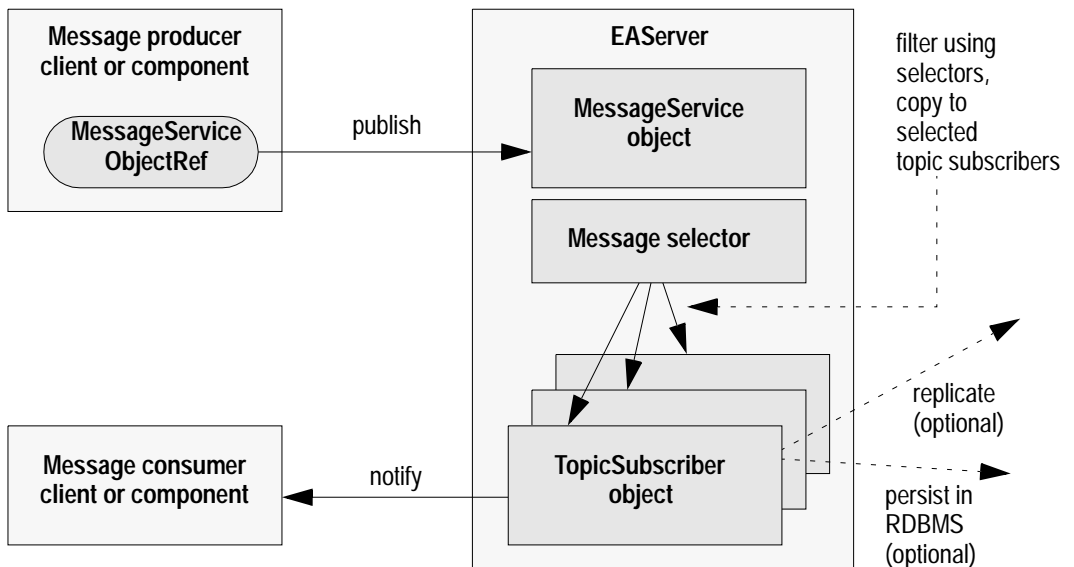 Message producer
client or component
MessageService
ObjectRef
publish
EAServer
MessageService
object
Message selector
filter using
selectors,
copy to
selected
topic subscribers
replicate
(optional)
TopicSubscriber
object
notify
Message consumer
client or component
persist in
RDBMS
(optional)